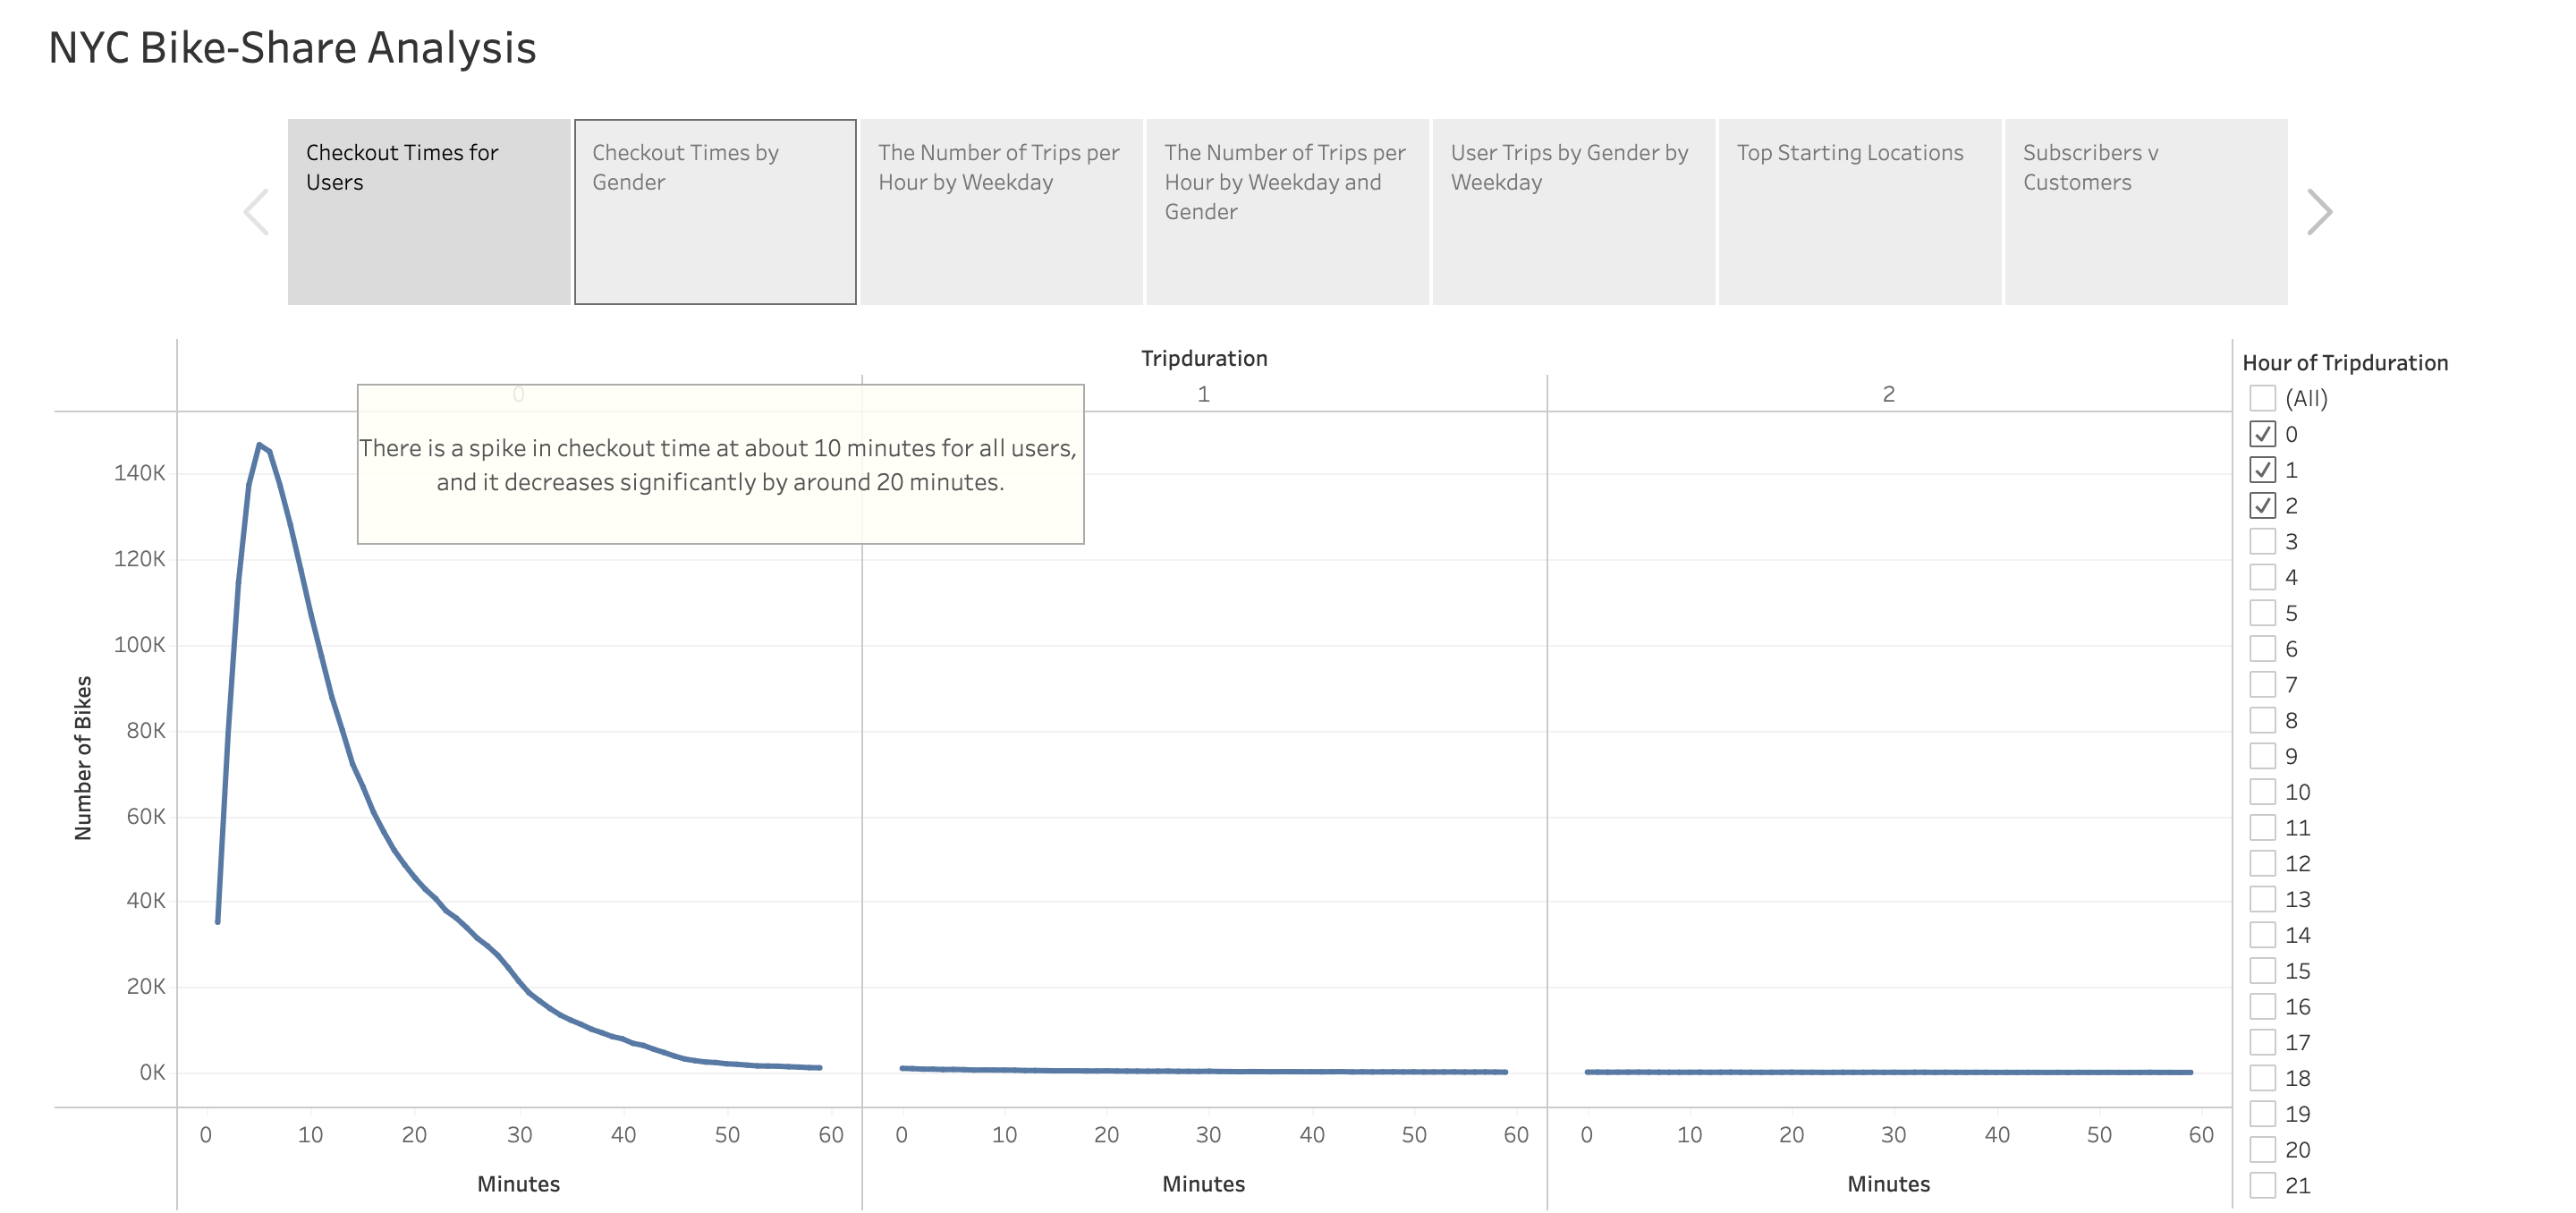 NYC Bike-Share Analysis
Checkout Times for
Users
Checkout Times by
Gender
The Number of Trips per
Hour by Weekday
The Number of Trips per
Hour by Weekday and
Gender
User Trips by Gender by
Weekday
Top Starting Locations
Subscribers v
Customers
Tripduration
0
1
2
There is a spike in checkout time at about 10 minutes for all users,
and it decreases significantly by around 20 minutes.
Number of Bikes
140K
120K
100K
80K
60K
40K
20K
0K
0 10 20 30 40 50 60
0 10 20 30 40 50 60
0 10 20 30 40 50 60
Minutes
Minutes
Minutes
Hour of Tripduration
(All)
0
1
2
3
4
5
6
7
8
9
10
11
12
13
14
15
16
17
18
19
20
21